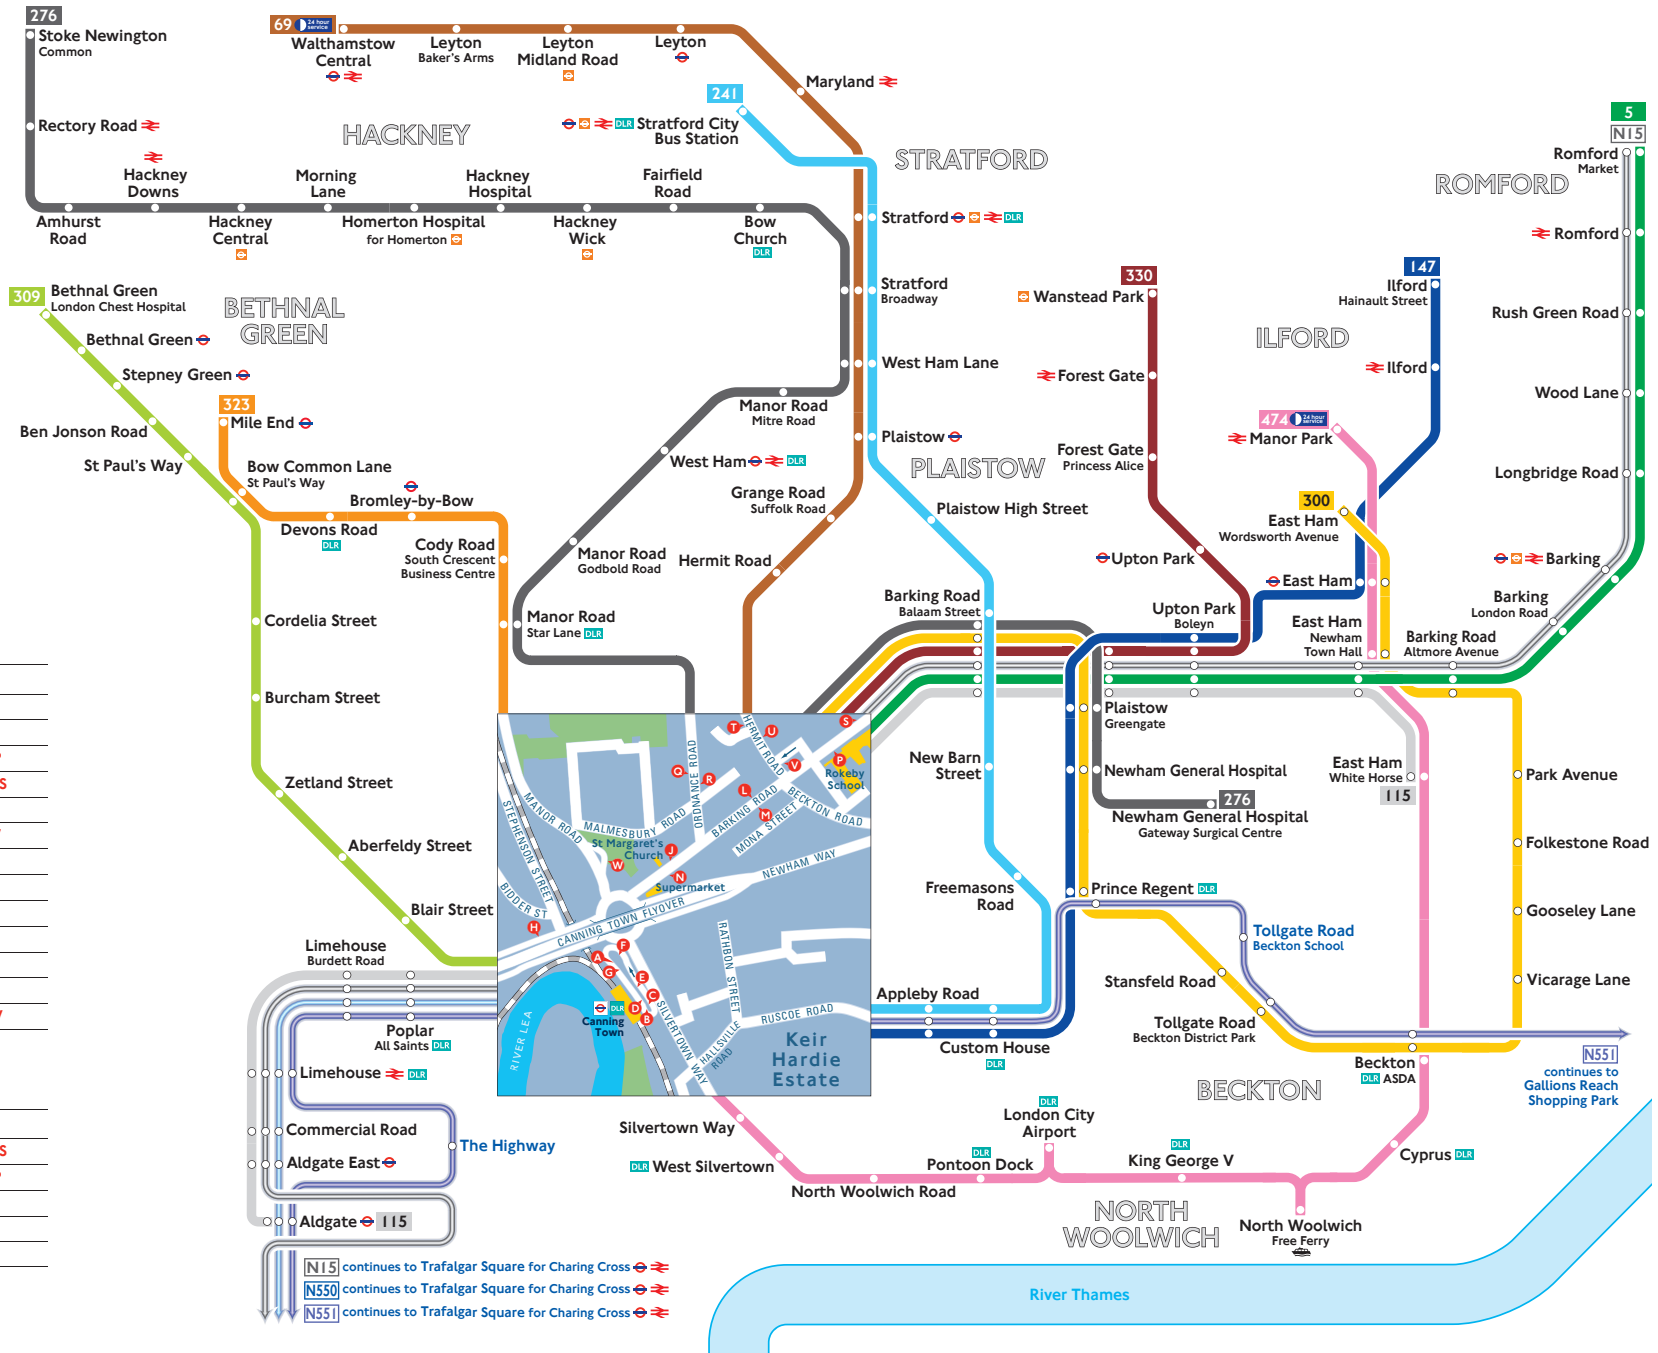 276
Stoke Newington
Common
Rectory Road
Amhurst
Road
Hackney
Downs
Hackney
Central
Morning
Lane
Homerton Hospital
for Homerton
Hackney
Hospital
Hackney
Wick
Fairfield
Road
Bow
Church
DLR
HACKNEY
69
24 hour
service
Walthamstow
Central
Leyton
Baker's Arms
Leyton
Midland Road
Leyton
Maryland
241
DLR
Stratford City
Bus Station
STRATFORD
Stratford
DLR
Stratford
Broadway
West Ham Lane
Plaistow
PLAISTOW
Plaistow High Street
Manor Road
Mitre Road
West Ham
DLR
Grange Road
Suffolk Road
Manor Road
Godbold Road
Hermit Road
Manor Road
Star Lane DLR
309
Bethnal Green
London Chest Hospital
BETHNAL
GREEN
Bethnal Green
Stepney Green
323
Mile End
Ben Jonson Road
St Paul's Way
Bow Common Lane
St Paul's Way
Bromley-by-Bow
Devons Road
DLR
Cody Road
South Crescent
Business Centre
Cordelia Street
Burcham Street
Zetland Street
Aberfeldy Street
Blair Street
330
Wanstead Park
Forest Gate
Forest Gate
Princess Alice
Upton Park
Upton Park
Boleyn
147
Ilford
Hainault Street
ILFORD
Ilford
474
24 hour
service
Manor Park
300
East Ham
Wordsworth Avenue
East Ham
East Ham
Newham
Town Hall
Barking Road
Altmore Avenue
5
N15
Romford
Market
ROMFORD
Romford
Rush Green Road
Wood Lane
Longbridge Road
Barking
Barking
London Road
Barking Road
Balaam Street
Plaistow
Greengate
New Barn
Street
Newham General Hospital
276
Newham General Hospital
Gateway Surgical Centre
East Ham
White Horse
115
Park Avenue
Folkestone Road
Gooseley Lane
Vicarage Lane
Freemasons
Road
Prince Regent DLR
Tollgate Road
Beckton School
Stansfeld Road
Tollgate Road
Beckton District Park
Appleby Road
Custom House
DLR
Beckton
DLR ASDA
BECKTON
N551
continues to
Gallions Reach
Shopping Park
Cyprus DLR
T
U
S
V
P
Rokeby
School
Q
R
L
M
HERMIT ROAD
ORDNANCE ROAD
BECKTON ROAD
BARKING ROAD
MONA STREET
MALMESBURY ROAD
MANOR ROAD
STEPHENSON STREET
St Margaret's
Church
J
W
N
Supermarket
NEWHAM WAY
BIDDER ST
H
CANNING TOWN FLYOVER
F
A
G
E
C
D
B
DLR
Canning
Town
RATHBON STREET
SILVERTOWN WAY
HALLSVILLE
ROAD
RUSCOE ROAD
Keir
Hardie
Estate
RIVER LEA
Limehouse
Burdett Road
Poplar
All Saints DLR
Limehouse
DLR
Commercial Road
The Highway
Aldgate East
Aldgate
115
N15 continues to Trafalgar Square for Charing Cross
N550 continues to Trafalgar Square for Charing Cross
N551 continues to Trafalgar Square for Charing Cross
Silvertown Way
DLR West Silvertown
North Woolwich Road
DLR
Pontoon Dock
DLR
London City
Airport
DLR
King George V
NORTH
WOOLWICH
North Woolwich
Free Ferry
River Thames